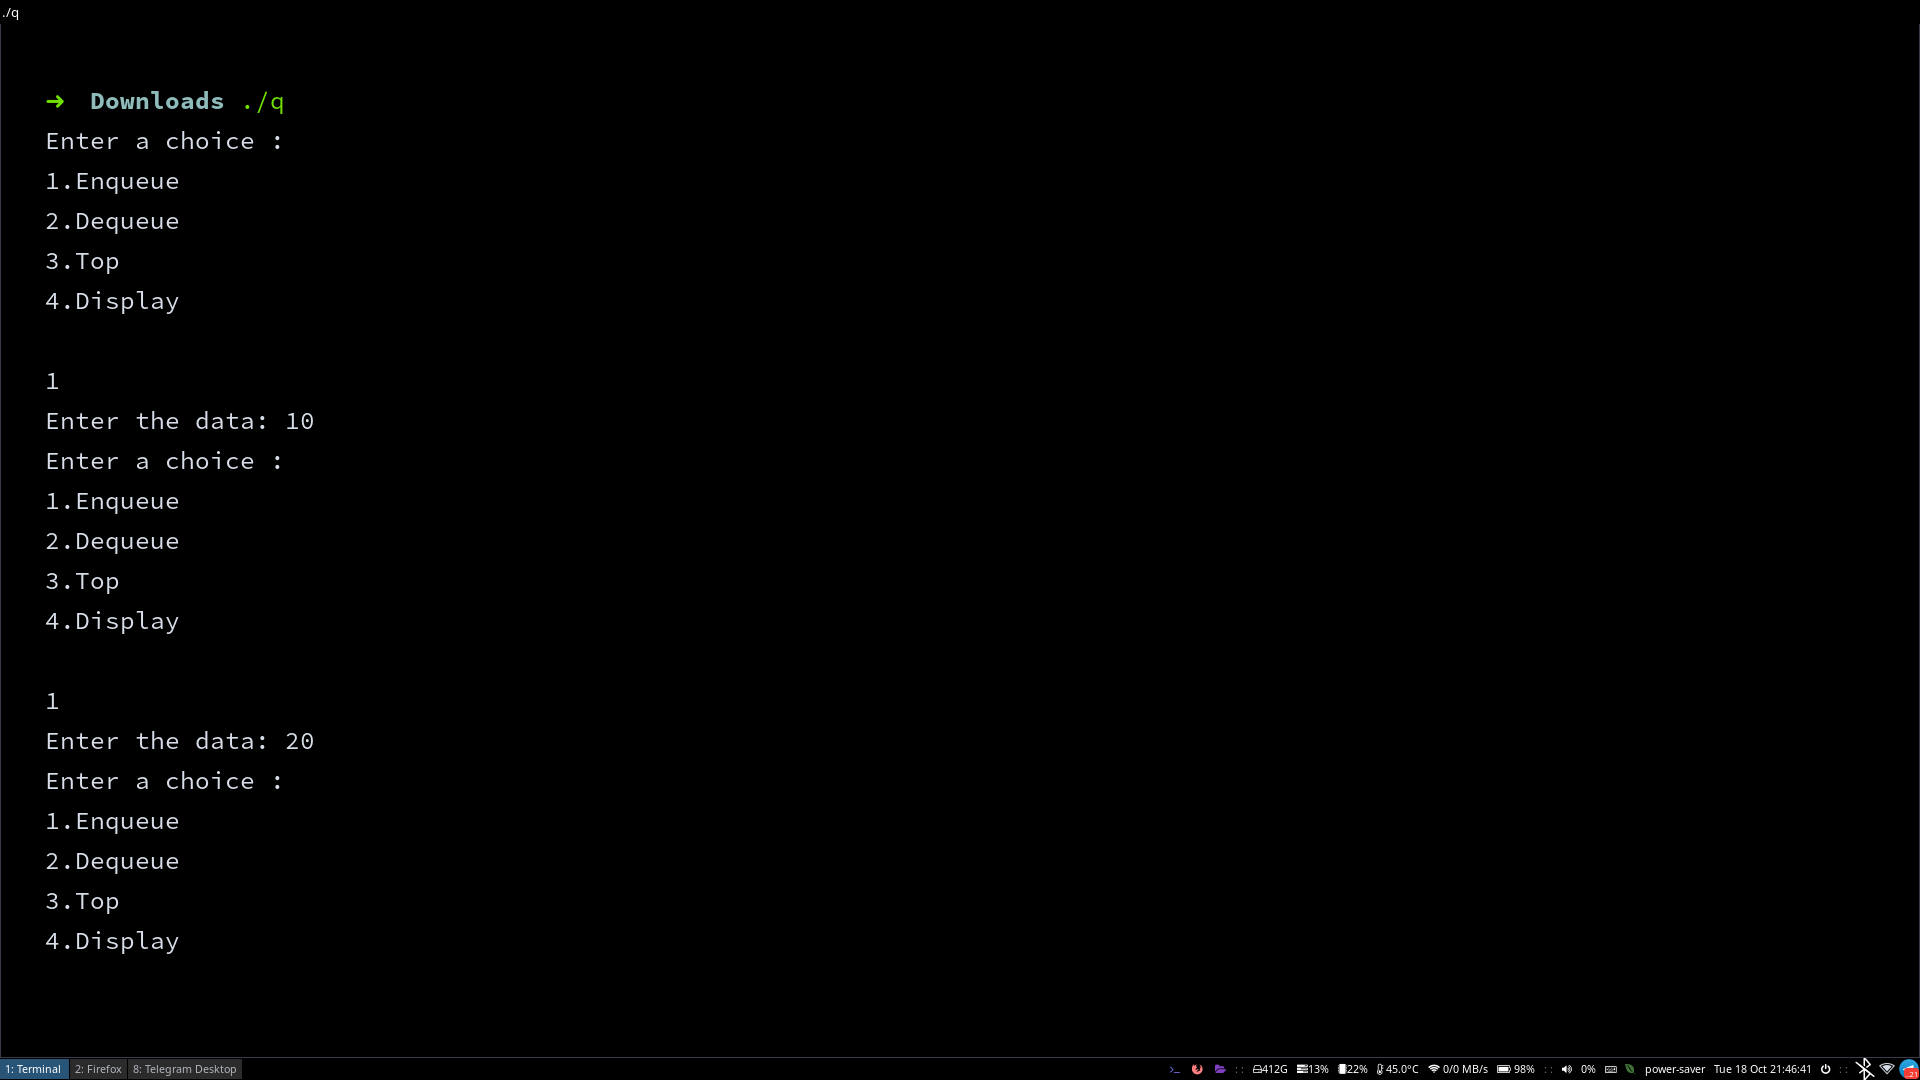 ./q
➜ Downloads ./q
Enter a choice :
1.Enqueue
2.Dequeue
3.Top
4.Display
1
Enter the data: 10
Enter a choice :
1.Enqueue
2.Dequeue
3.Top
4.Display
1
Enter the data: 20
Enter a choice :
1.Enqueue
2.Dequeue
3.Top
4.Display
1: Terminal 2: Firefox 8: Telegram Desktop >_ :: 412G 13% 22% 45.0°C 0/0 MB/s 98% :: 0% power-saver Tue 18 Oct 21:46:41 :: 21